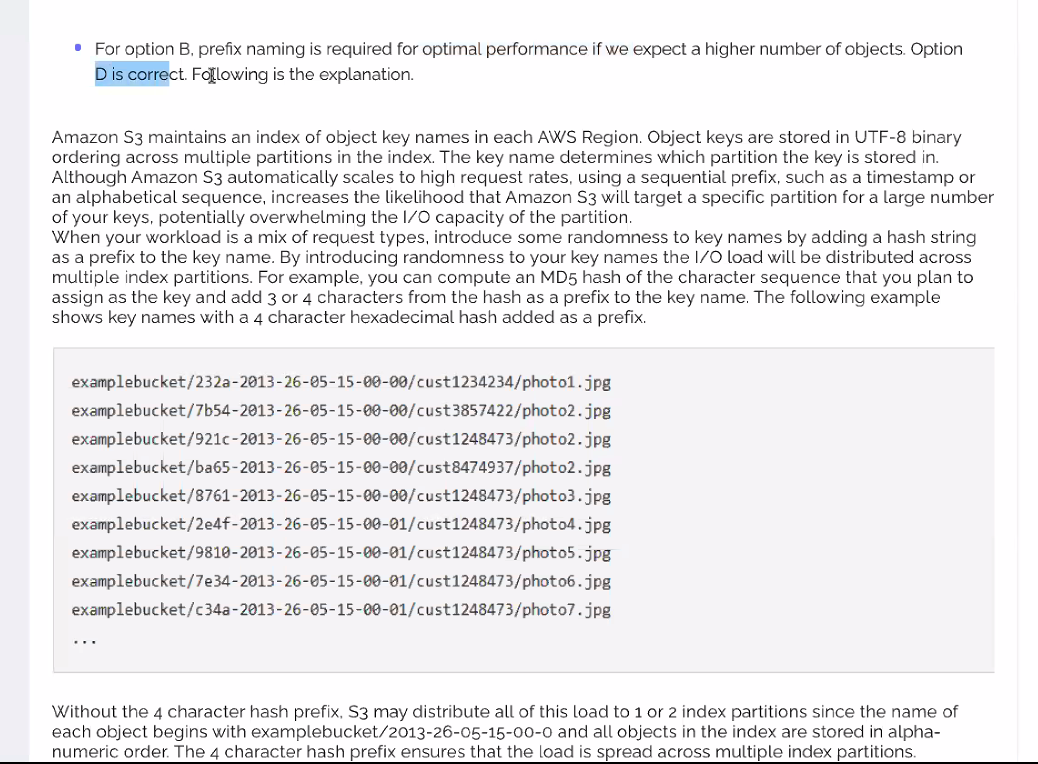 For option B, prefix naming is required for optimal performance if we expect a higher number of objects. Option
D is correct. Following is the explanation.
Amazon S3 maintains an index of object key names in each AWS Region. Object keys are stored in UTF-8 binary
ordering across multiple partitions in the index. The key name determines which partition the key is stored in.
Although Amazon S3 automatically scales to high request rates, using a sequential prefix, such as a timestamp or
an alphabetical sequence, increases the likelihood that Amazon S3 will target a specific partition for a large number
of your keys, potentially overwhelming the I/O capacity of the partition.
When your workload is a mix of request types, introduce some randomness to key names by adding a hash string
as a prefix to the key name. By introducing randomness to your key names the I/O load will be distributed across
multiple index partitions. For example, you can compute an MD5 hash of the character sequence that you plan to
assign as the key and add 3 or 4 characters from the hash as a prefix to the key name. The following example
shows key names with a 4 character hexadecimal hash added as a prefix.
examplebucket/232a-2013-26-05-15-00-00/cust1234234/photo1.jpg
examplebucket/7b54-2013-26-05-15-00-00/cust3857422/photo2.jpg
examplebucket/921c-2013-26-05-15-00-00/cust1248473/photo2.jpg
examplebucket/ba65-2013-26-05-15-00-00/cust8474937/photo2.jpg
examplebucket/8761-2013-26-05-15-00-00/cust1248473/photo3.jpg
examplebucket/2e4f-2013-26-05-15-00-01/cust1248473/photo4.jpg
examplebucket/9810-2013-26-05-15-00-01/cust1248473/photo5.jpg
examplebucket/7e34-2013-26-05-15-00-01/cust1248473/photo6.jpg
examplebucket/c34a-2013-26-05-15-00-01/cust1248473/photo7.jpg
...
Without the 4 character hash prefix, S3 may distribute all of this load to 1 or 2 index partitions since the name of
each object begins with examplebucket/2013-26-05-15-00-0 and all objects in the index are stored in alpha-
numeric order. The 4 character hash prefix ensures that the load is spread across multiple index partitions.